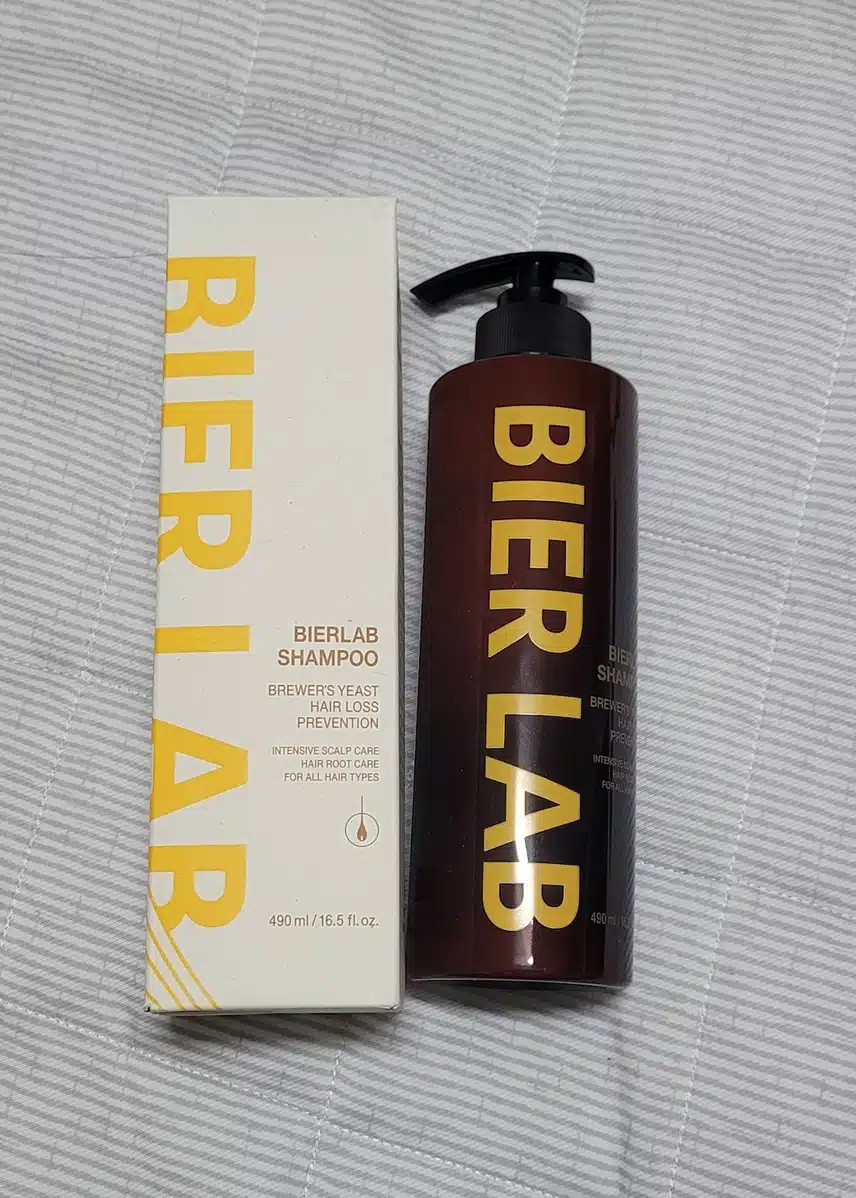 BIER LAB
BIERLAB
SHAMPOO
BREWER'S YEAST
HAIR LOSS
PREVENTION
INTENSIVE SCALP CARE
HAIR ROOT CARE
FOR ALL HAIR TYPES
490 ml / 16.5 fl. oz.
BIER LAB
BREWER'S
490 ml /